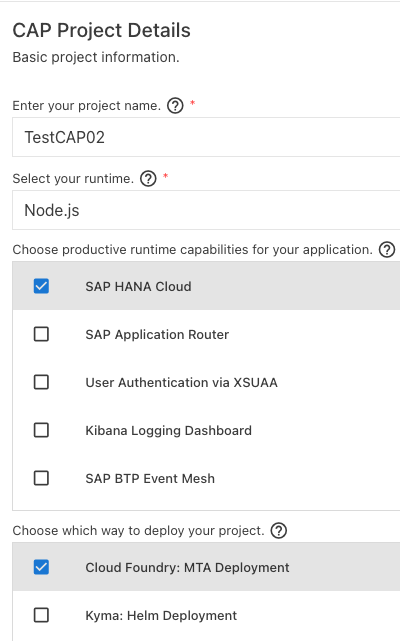 CAP Project Details
Basic project information.
Enter your project name. ? *
TestCAP02
Select your runtime. ? *
Node.js
Choose productive runtime capabilities for your application. ?
SAP HANA Cloud
SAP Application Router
User Authentication via XSUAA
Kibana Logging Dashboard
SAP BTP Event Mesh
Choose which way to deploy your project. ?
Cloud Foundry: MTA Deployment
Kyma: Helm Deployment